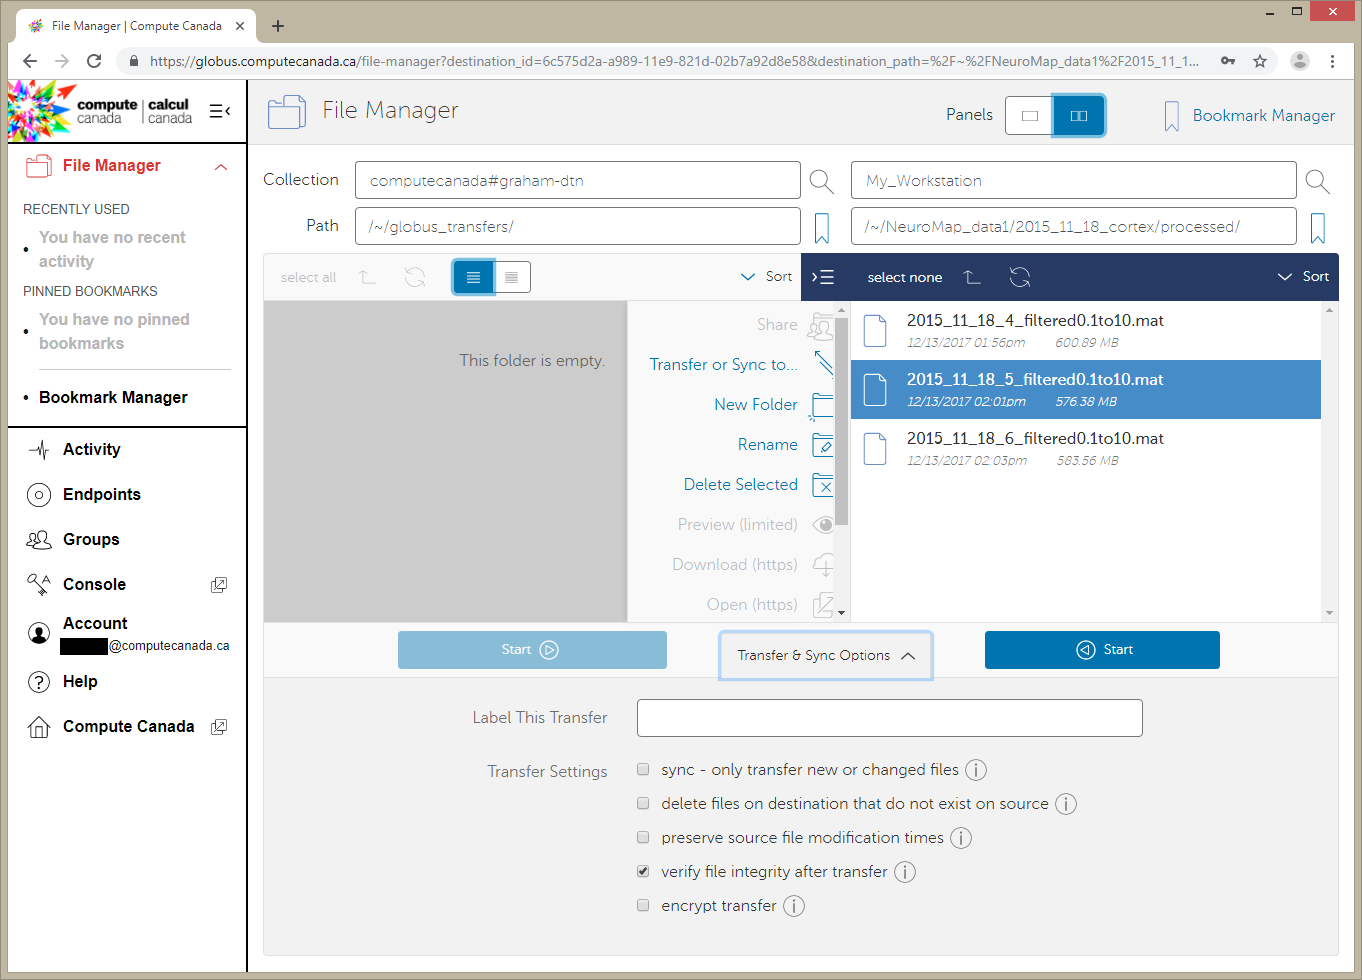 File Manager | Compute Canada
https://globus.computecanada.ca/file-manager?destination_id=6c575d2a-a989-11e9-821d-02b7a92d8e58&destination_path=%2F~%2FNeuroMap_data1%2F2015_11_1...
compute canada | calcul canada
File Manager
Panels
Bookmark Manager
File Manager
RECENTLY USED
• You have no recent activity
PINNED BOOKMARKS
• You have no pinned bookmarks
• Bookmark Manager
Activity
Endpoints
Groups
Console
Account
@computecanada.ca
Help
Compute Canada
Collection
computecanada#graham-dtn
My_Workstation
Path
/~/globus_transfers/
/~/NeuroMap_data1/2015_11_18_cortex/processed/
select all
Sort
select none
Sort
This folder is empty.
Share
Transfer or Sync to...
New Folder
Rename
Delete Selected
Preview (limited)
Download (https)
Open (https)
2015_11_18_4_filtered0.1to10.mat
12/13/2017 01:56pm 600.89 MB
2015_11_18_5_filtered0.1to10.mat
12/13/2017 02:01pm 576.38 MB
2015_11_18_6_filtered0.1to10.mat
12/13/2017 02:03pm 583.56 MB
Start
Transfer & Sync Options
Start
Label This Transfer
Transfer Settings
sync - only transfer new or changed files
delete files on destination that do not exist on source
preserve source file modification times
verify file integrity after transfer
encrypt transfer